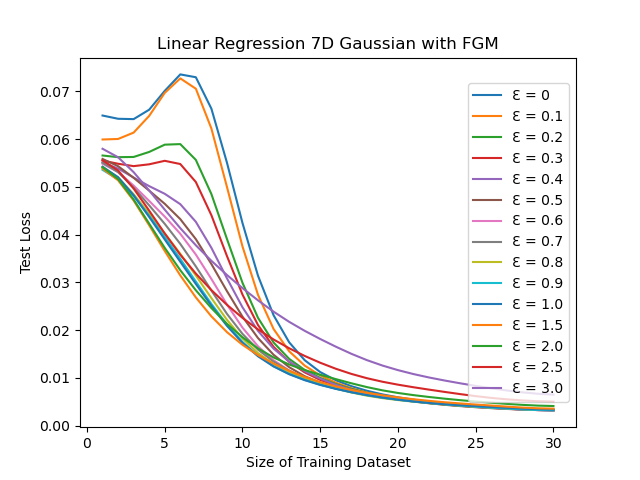 Linear Regression 7D Gaussian with FGM
Test Loss
0.07
0.06
0.05
0.04
0.03
0.02
0.01
0.00
0
5
10
15
20
25
30
Size of Training Dataset
Ɛ = 0
Ɛ = 0.1
Ɛ = 0.2
Ɛ = 0.3
Ɛ = 0.4
Ɛ = 0.5
Ɛ = 0.6
Ɛ = 0.7
Ɛ = 0.8
Ɛ = 0.9
Ɛ = 1.0
Ɛ = 1.5
Ɛ = 2.0
Ɛ = 2.5
Ɛ = 3.0